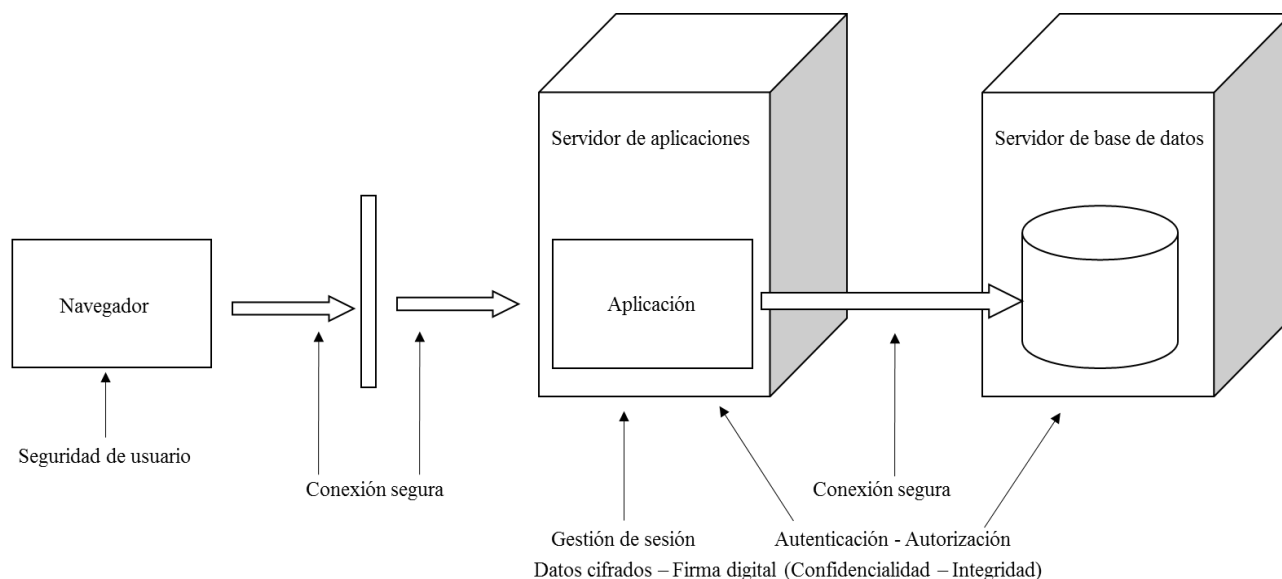 Servidor de aplicaciones
Servidor de base de datos
Navegador
Aplicación
Seguridad de usuario
Conexión segura
Conexión segura
Gestión de sesión
Autenticación - Autorización
Datos cifrados – Firma digital (Confidencialidad – Integridad)